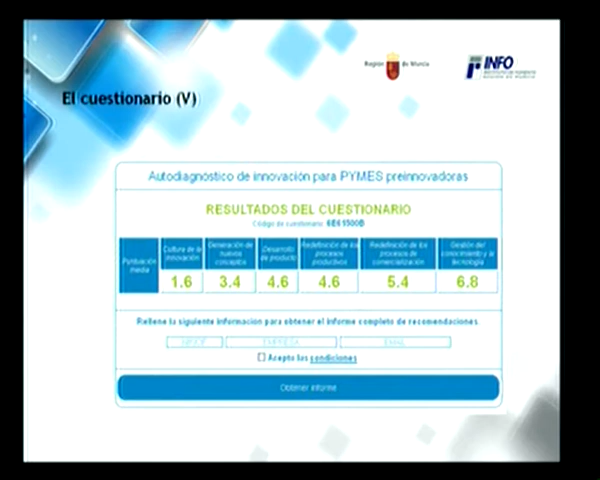 Región de Murcia
INFO
El cuestionario (V)
Autodiagnóstico de innovación para PYMES preinnovadoras
RESULTADOS DEL CUESTIONARIO
Código de cuestionario
Puntuación media
Cultura de la innovación
Generación de nuevos conceptos
Desarrollo de producto
Redefinición de los procesos productivos
Redefinición de los procesos de comercialización
Gestión del conocimiento y la tecnología
1.6 3.4 4.6 4.6 5.4 6.8
Rellene la siguiente información para obtener el informe completo de recomendaciones
EMPRESA EMAIL
Acepto las condiciones
Obtener informe